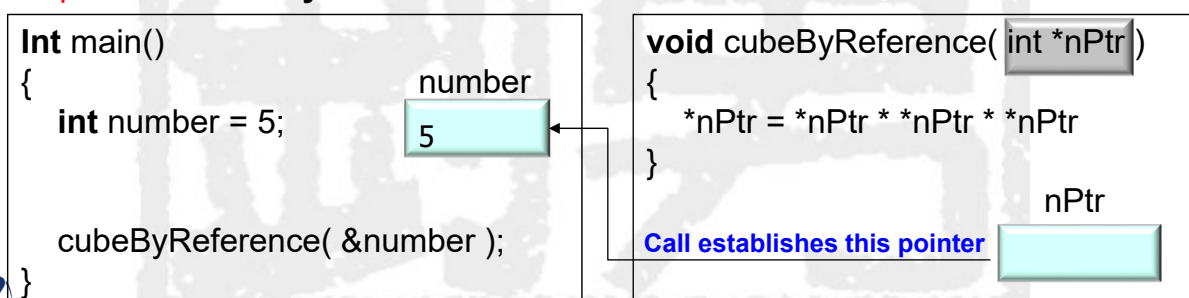 Int main()
{
number
int number = 5;
5
cubeByReference( &number );
}
void cubeByReference( int *nPtr )
{
*nPtr = *nPtr * *nPtr * *nPtr
}
nPtr
Call establishes this pointer